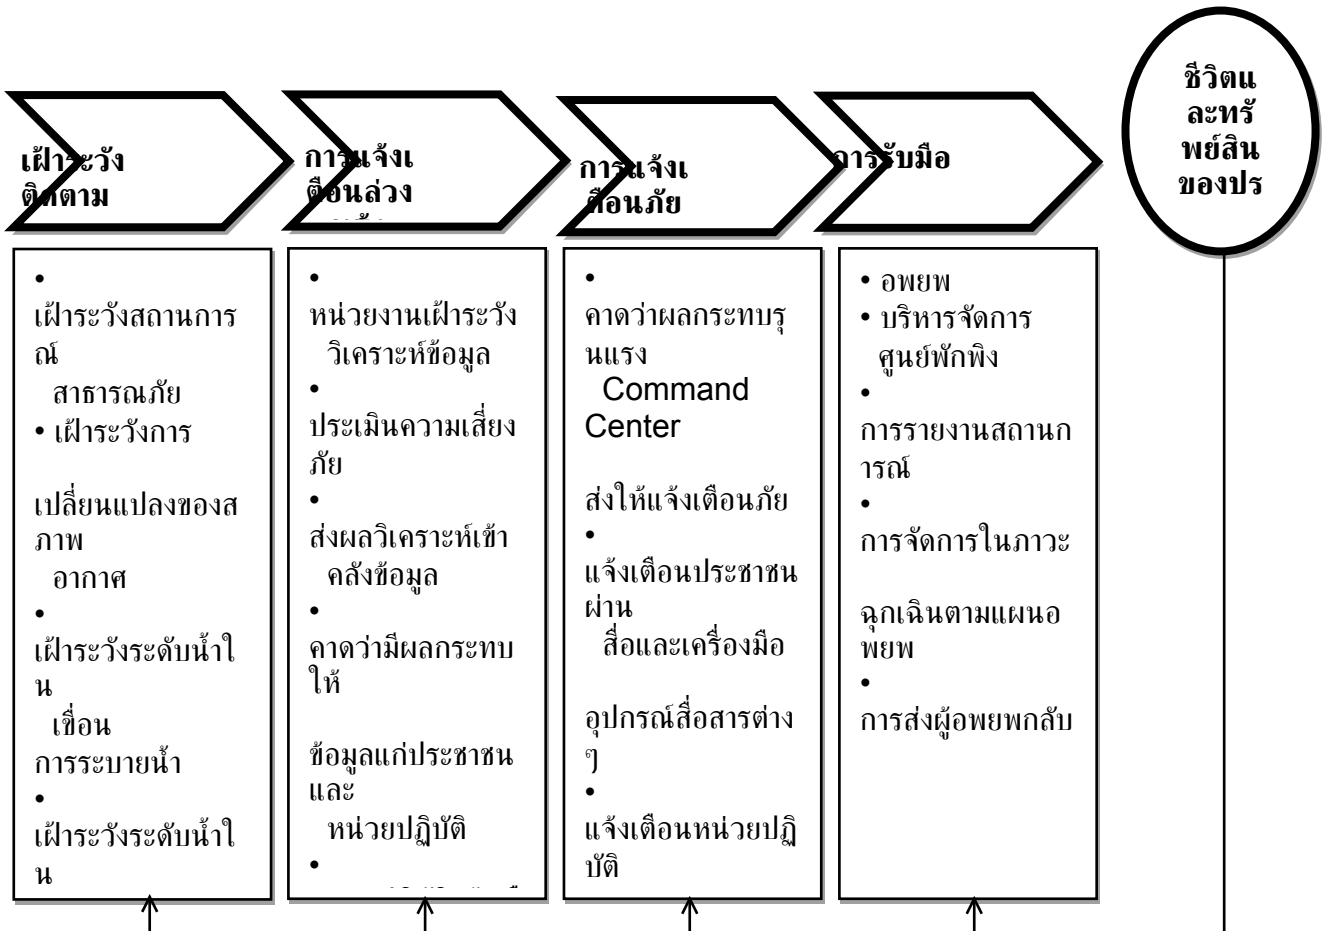 เฝ้าระวัง
ติดตาม
การแจ้งเ
ตือนล่วง
การแจ้งเ
ตือนภัย
การรับมือ
ชีวิตแ
ละทรั
พย์สิน
ของปร
•
เฝ้าระวังสถานการ
ณ์
สาธารณภัย
• เฝ้าระวังการ
เปลี่ยนแปลงของส
ภาพ
อากาศ
•
เฝ้าระวังระดับน้ำใ
น
เขื่อน
การระบายน้ำ
•
เฝ้าระวังระดับน้ำใ
น
•
หน่วยงานเฝ้าระวัง
วิเคราะห์ข้อมูล
•
ประเมินความเสี่ยง
ภัย
•
ส่งผลวิเคราะห์เข้า
คลังข้อมูล
•
คาดว่ามีผลกระทบ
ให้
ข้อมูลแก่ประชาชน
และ
หน่วยปฏิบัติ
•
•
คาดว่าผลกระทบรุ
นแรง
Command
Center
ส่งให้แจ้งเตือนภัย
•
แจ้งเตือนประชาชน
ผ่าน
สื่อและเครื่องมือ
อุปกรณ์สื่อสารต่าง
ๆ
•
แจ้งเตือนหน่วยปฏิ
บัติ
• อพยพ
• บริหารจัดการ
ศูนย์พักพิง
•
การรายงานสถานก
ารณ์
•
การจัดการในภาวะ
ฉุกเฉินตามแผนอ
พยพ
•
การส่งผู้อพยพกลับ